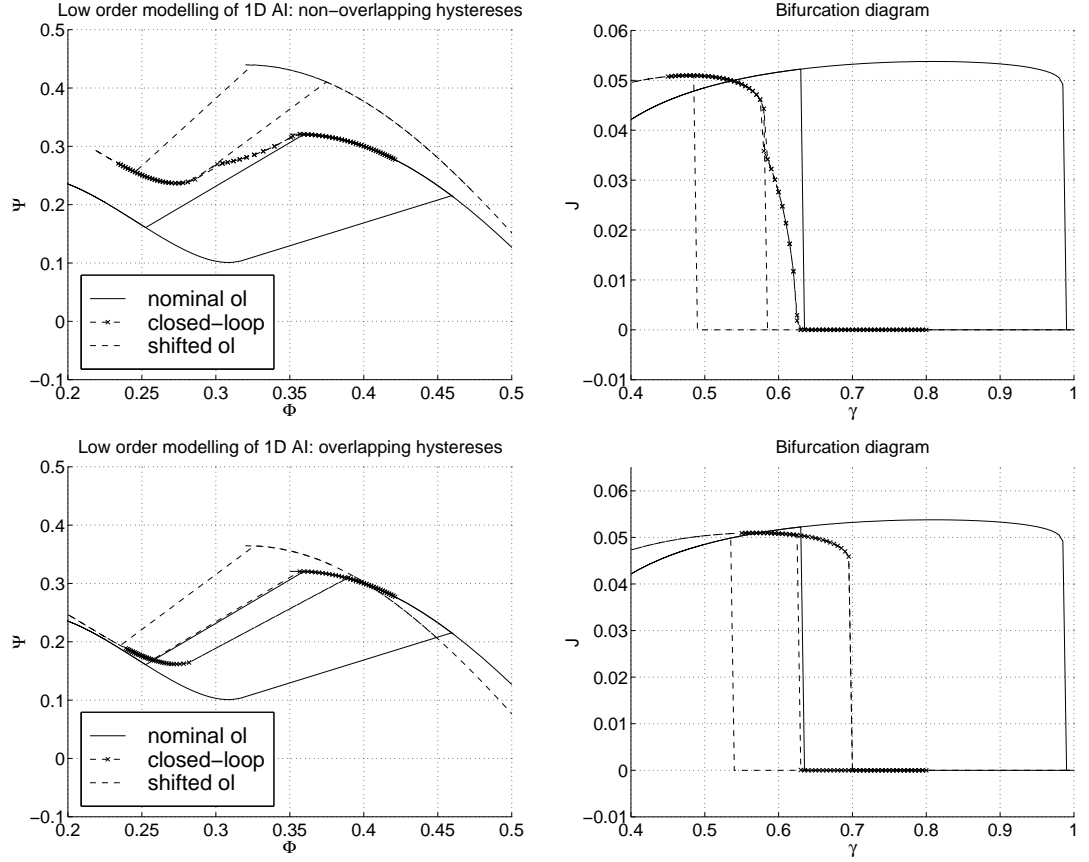 Low order modelling of 1D AI: non−overlapping hystereses
0.5
0.4
0.3
0.2
0.1
0
−0.1
0.2 0.25 0.3 0.35 0.4 0.45 0.5
Ψ
Φ
nominal ol
closed−loop
shifted ol
Bifurcation diagram
0.06
0.05
0.04
0.03
0.02
0.01
0
−0.01
0.4 0.5 0.6 0.7 0.8 0.9 1
J
γ
Low order modelling of 1D AI: overlapping hystereses
0.5
0.4
0.3
0.2
0.1
0
−0.1
0.2 0.25 0.3 0.35 0.4 0.45 0.5
Ψ
Φ
nominal ol
closed−loop
shifted ol
Bifurcation diagram
0.06
0.05
0.04
0.03
0.02
0.01
0
−0.01
0.4 0.5 0.6 0.7 0.8 0.9 1
J
γ